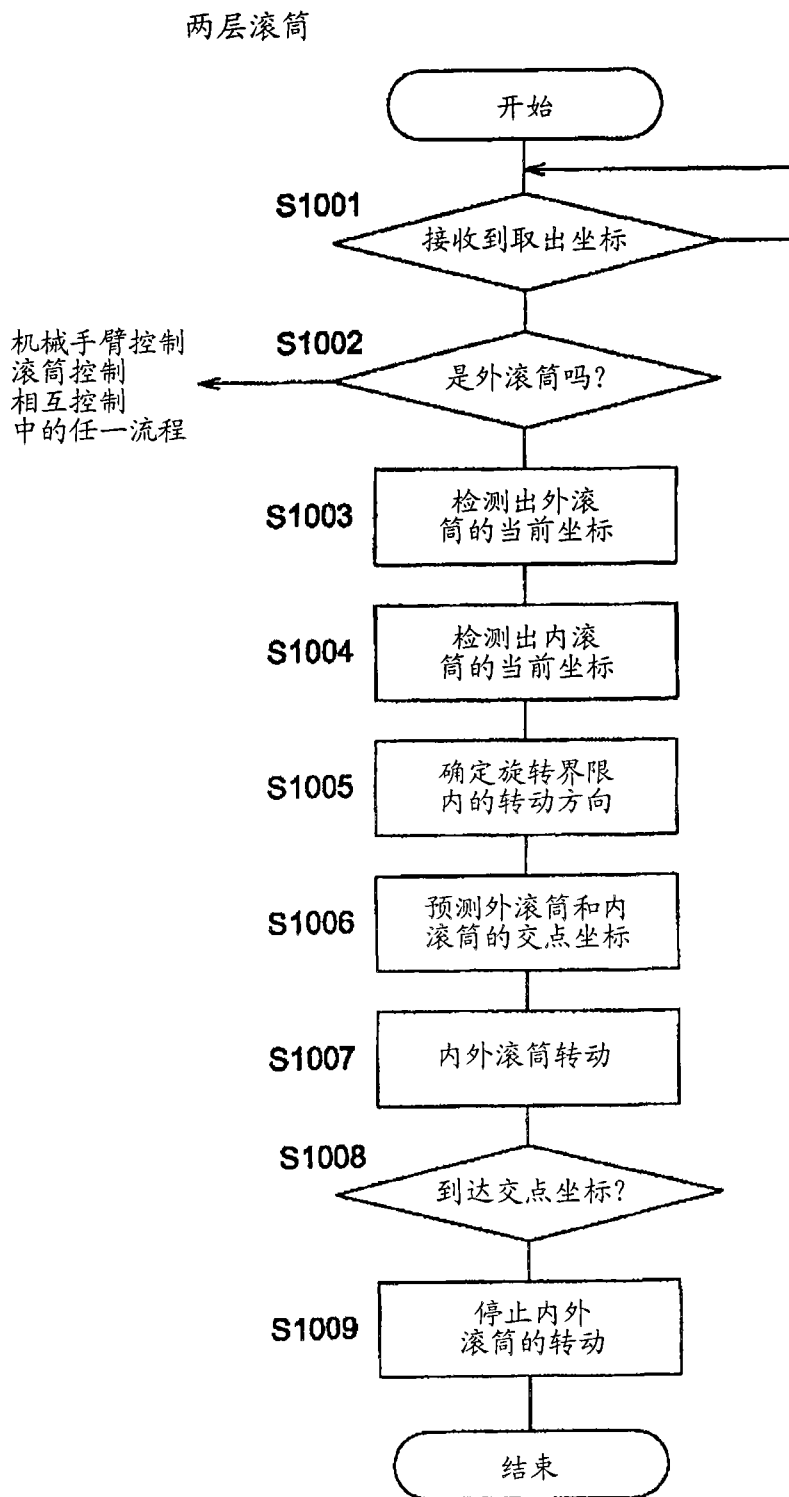 两层滚筒
开始
S1001
接收到取出坐标
S1002
是外滚筒吗?
机械手臂控制
滚筒控制
相互控制
中的任一流程
S1003
检测出外滚
筒的当前坐标
S1004
检测出内滚
筒的当前坐标
S1005
确定旋转界限
内的转动方向
S1006
预测外滚筒和内
滚筒的交点坐标
S1007
内外滚筒转动
S1008
到达交点坐标?
S1009
停止内外
滚筒的转动
结束